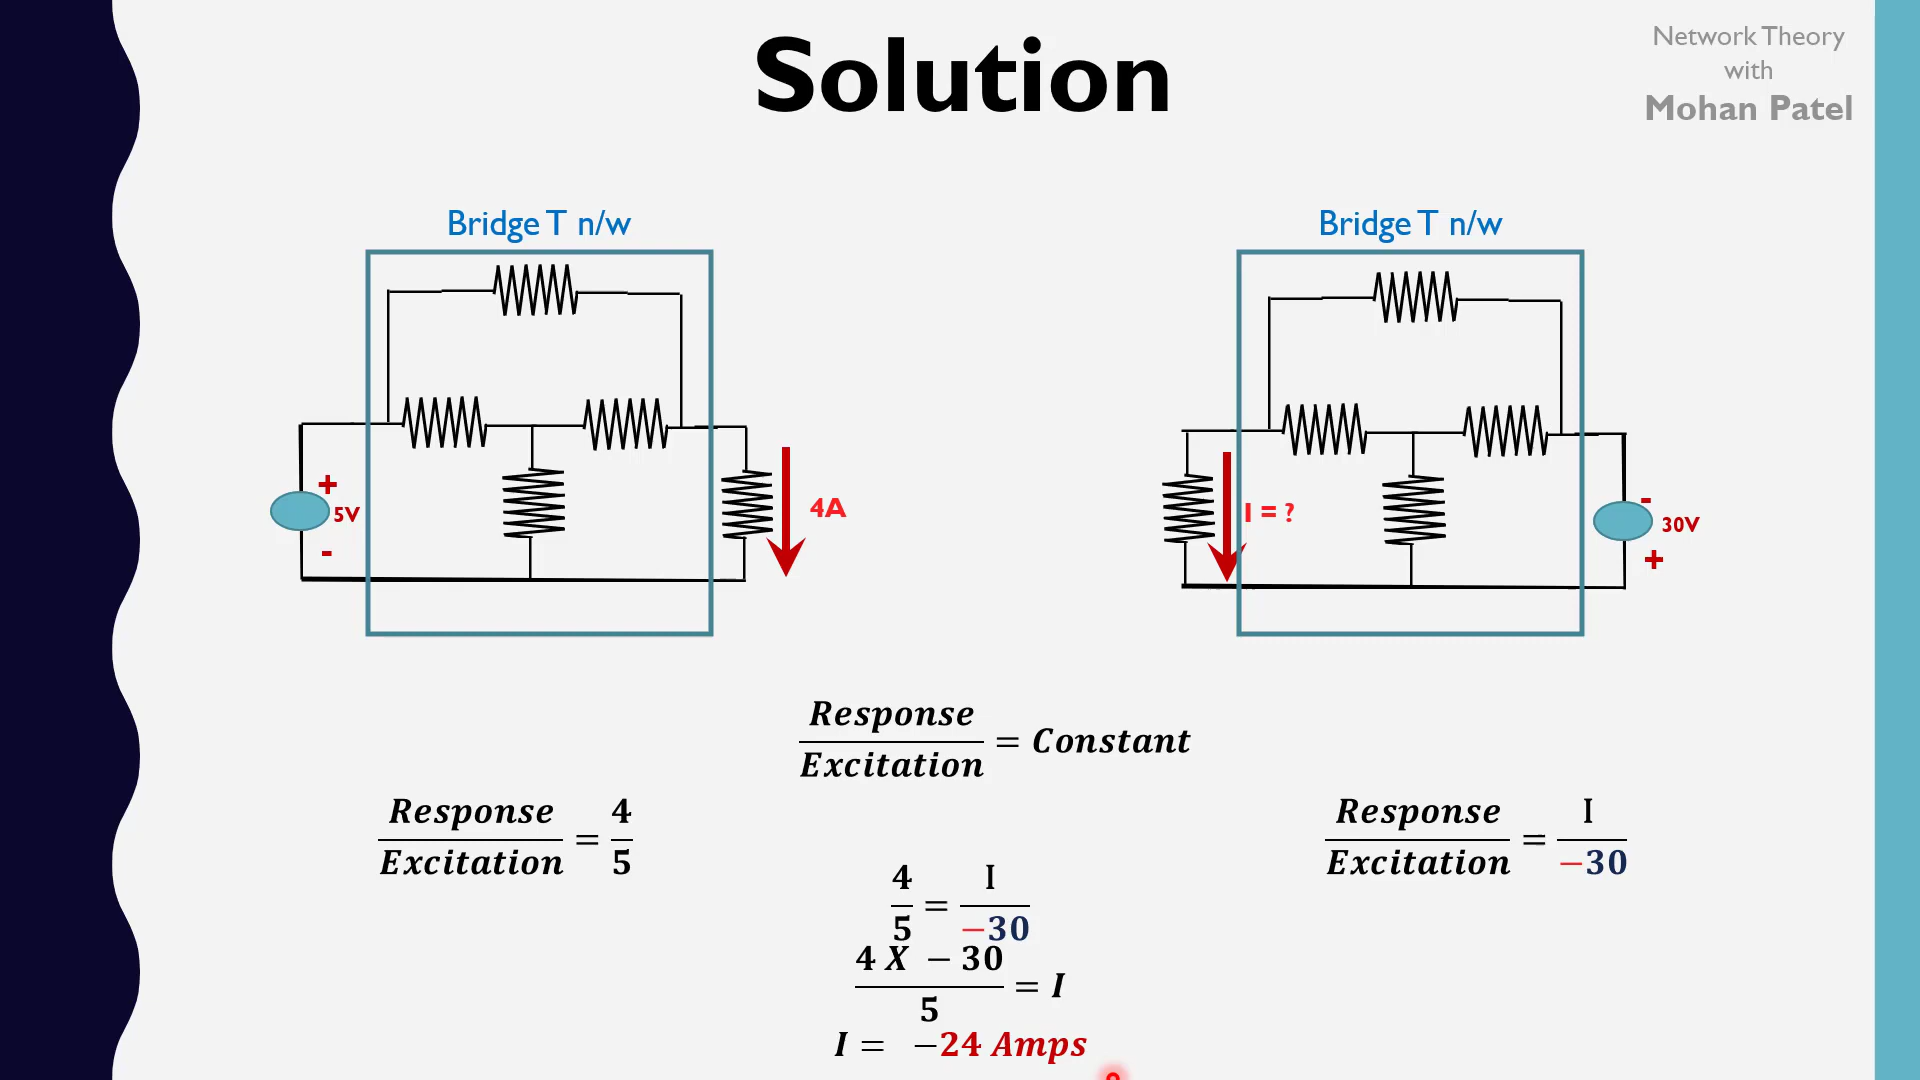 Solution
Network Theory
with
Mohan Patel
Bridge T n/w
+
5V
-
4A
Bridge T n/w
I = ?
-
30V
+
Response / Excitation = Constant
Response / Excitation = 4 / 5
Response / Excitation = I / −30
4 / 5 = I / −30
4 X − 30 / 5 = I
I = −24 Amps